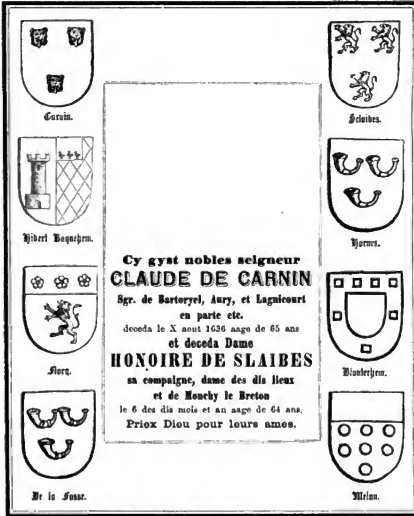 Carnin.
Sclaibes.
Hibert Baquehem.
Hornes.
Cy gyst nobles seigneur
CLAUDE DE CARNIN
Sgr. de Bartoryel, Aury, et Lagnicourt
en parte etc.
deceda le X aout 1636 aage de 65 ans
et deceda Dame
HONOIRE DE SLAIBES
sa compaigne, dame des dis lieux
et de Monchy le Breton
le 6 des dis mois et an aage de 64 ans.
Priex Dieu pour leurs ames.
Norq.
Blonterhem.
De la Fosse.
Melun.